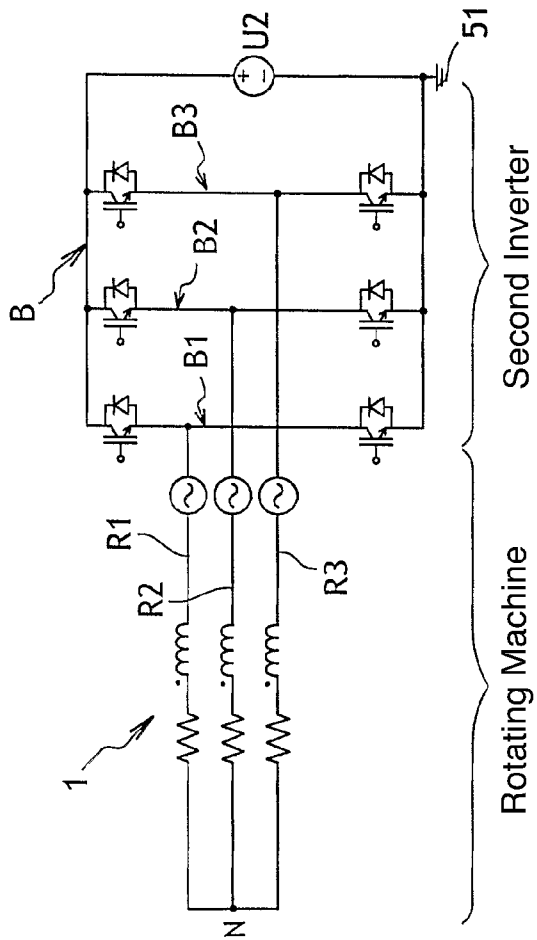 B
B1
B2
B3
U2
+
−
1
R1
R2
R3
N
51
Rotating Machine
Second Inverter